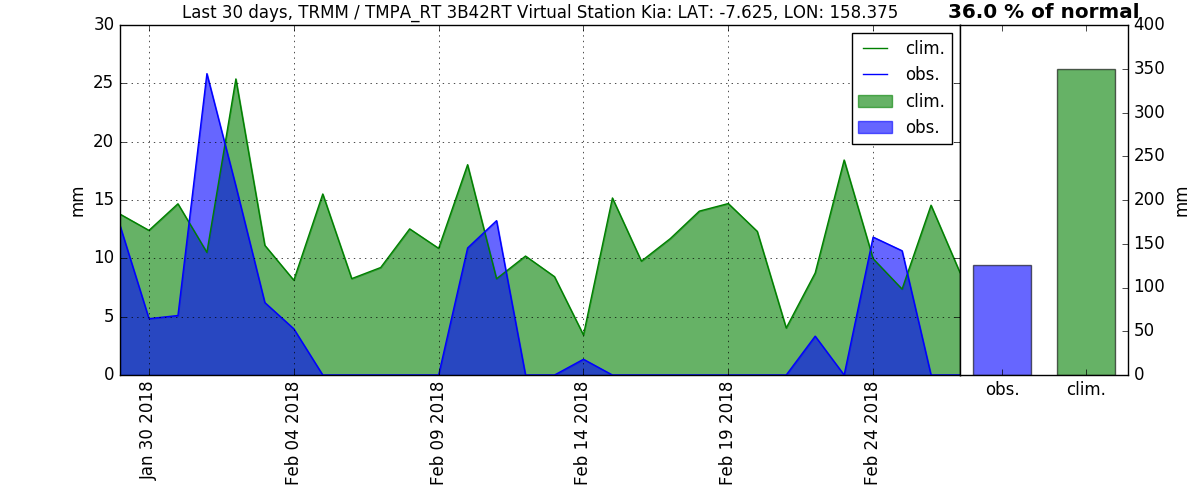 Last 30 days, TRMM / TMPA_RT 3B42RT Virtual Station Kia: LAT: -7.625, LON: 158.375
36.0 % of normal
mm
30
25
20
15
10
5
0
clim.
obs.
clim.
obs.
400
350
300
250
200
150
100
50
0
mm
Jan 30 2018
Feb 04 2018
Feb 09 2018
Feb 14 2018
Feb 19 2018
Feb 24 2018
obs.
clim.